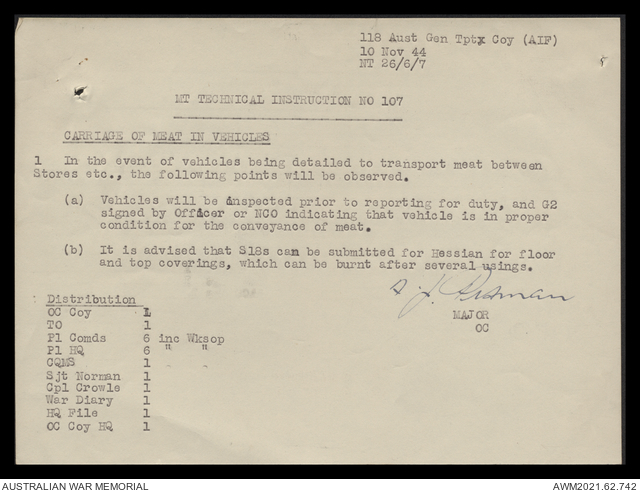 118 Aust Gen Tptx Coy (AIF)
10 Nov 44
NT 26/6/7
MT TECHNICAL INSTRUCTION NO 107
CARRIAGE OF MEAT IN VEHICLES
1 In the event of vehicles being detailed to transport meat between
Stores etc., the following points will be observed.
(a) Vehicles will be inspected prior to reporting for duty, and G2
signed by Officer or NCO indicating that vehicle is in proper
condition for the conveyance of meat.
(b) It is advised that S18s can be submitted for Hessian for floor
and top coverings, which can be burnt after several usings.
MAJOR
OC
Distribution
OC Coy 1
TO 1
Pl Comds 6 inc Wksop
Pl HQ 6 " "
CQMS 1
Sjt Norman 1
Cpl Crowle 1
War Diary 1
HQ File 1
OC Coy HQ 1
AUSTRALIAN WAR MEMORIAL
AWM2021.62.742